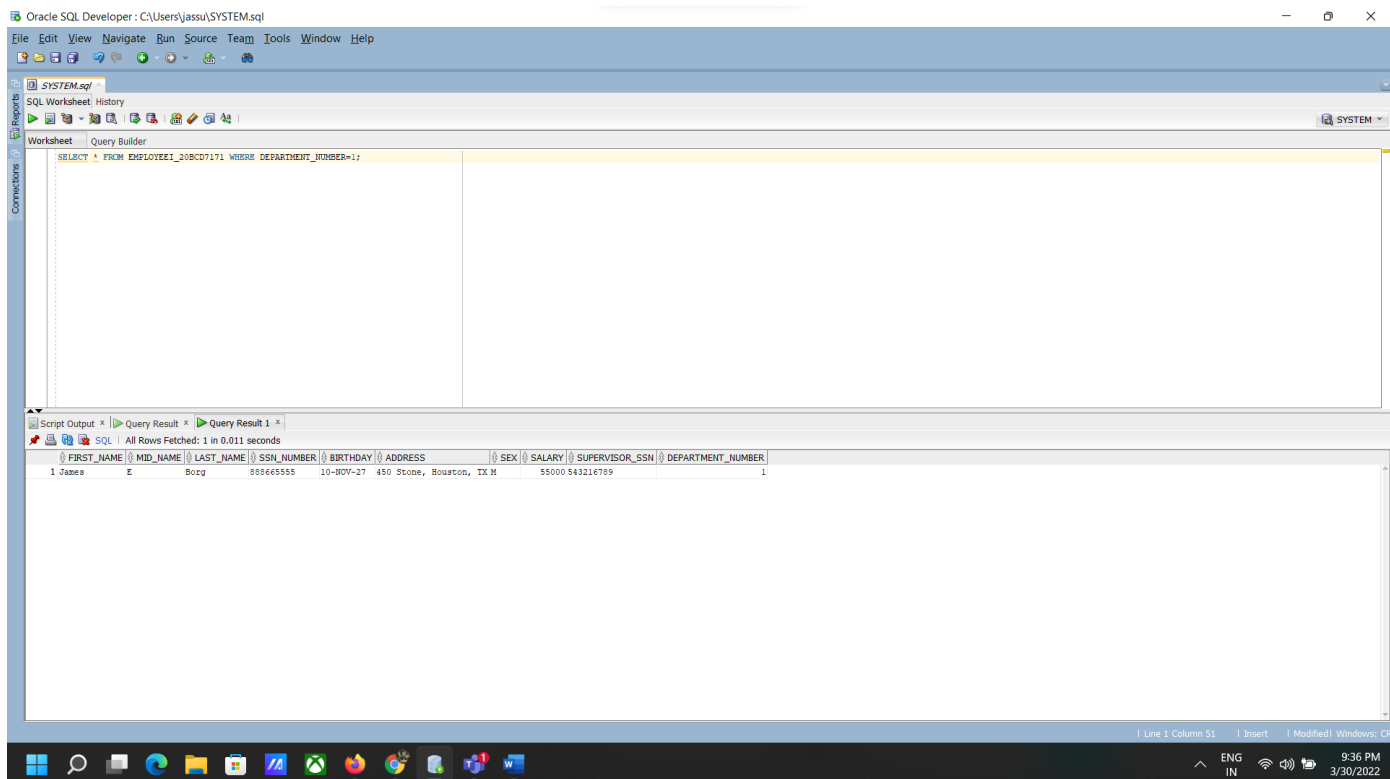 Oracle SQL Developer : C:\Users\jassu\SYSTEM.sql
File Edit View Navigate Run Source Team Tools Window Help
SYSTEM.sql
Reports
Connections
SQL Worksheet History
SYSTEM
Worksheet Query Builder
SELECT * FROM EMPLOYEEI_20BCD7171 WHERE DEPARTMENT_NUMBER=1;
Script Output Query Result Query Result 1
SQL All Rows Fetched: 1 in 0.011 seconds
FIRST_NAME MID_NAME LAST_NAME SSN_NUMBER BIRTHDAY ADDRESS SEX SALARY SUPERVISOR_SSN DEPARTMENT_NUMBER
1 James E Borg 888665555 10-NOV-27 450 Stone, Houston, TX M 55000 543216789 1
Line 1 Column 51 Insert Modified Windows: CR
ENG
IN
9:36 PM
3/30/2022